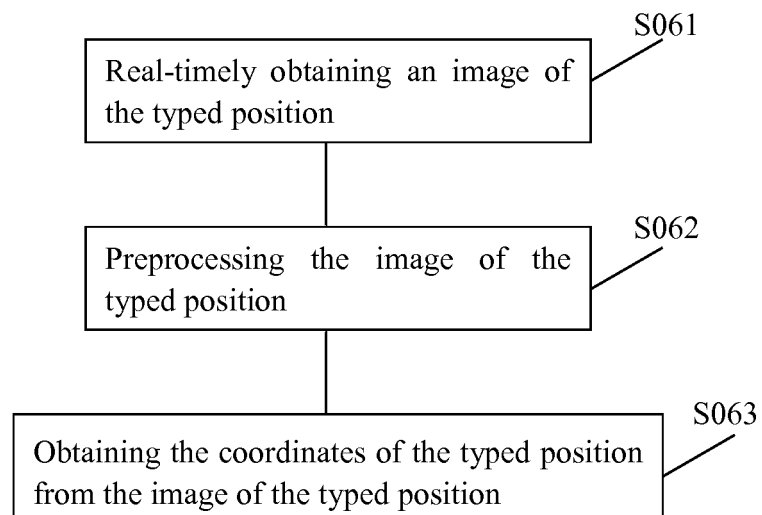 S061
Real-timely obtaining an image of
the typed position
S062
Preprocessing the image of the
typed position
S063
Obtaining the coordinates of the typed position
from the image of the typed position